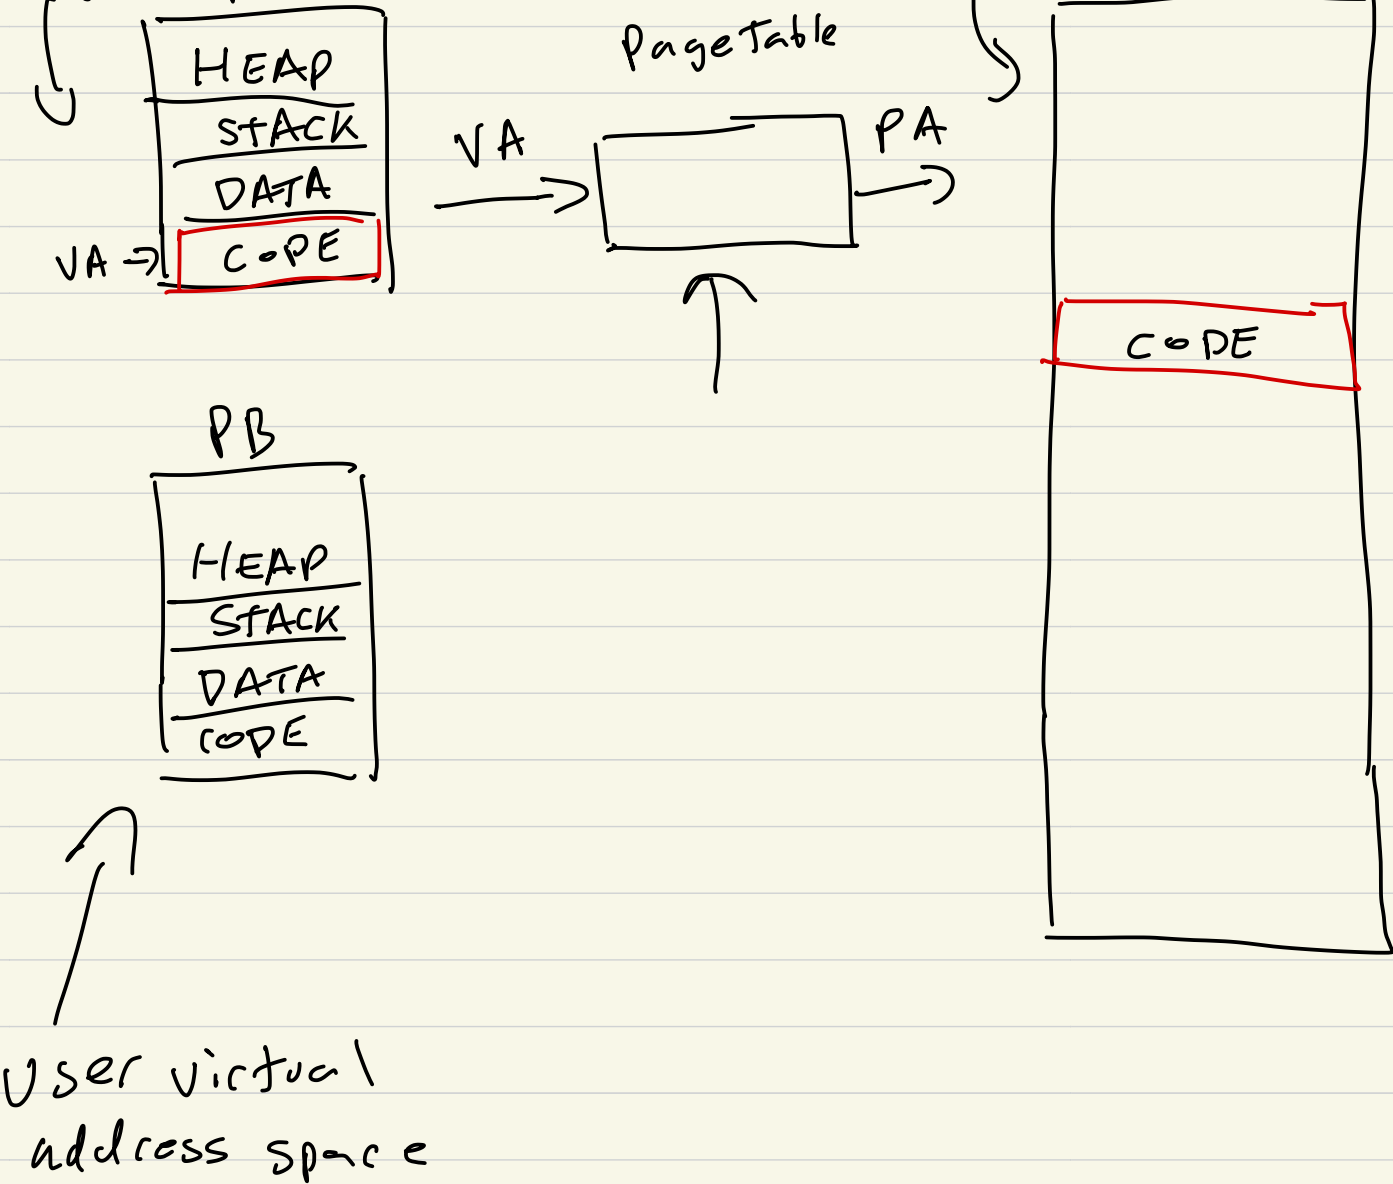 PageTable
HEAP
STACK
DATA
CODE
VA
VA
PA
CODE
PB
HEAP
STACK
DATA
CODE
User virtual
address space